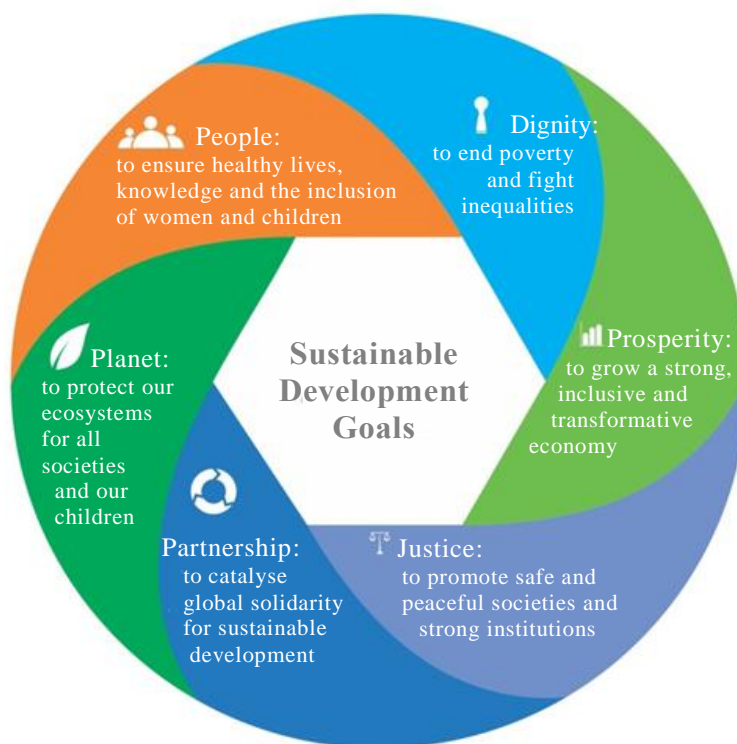 People:
to ensure healthy lives,
knowledge and the inclusion
of women and children
Dignity:
to end poverty
and fight
inequalities
Prosperity:
to grow a strong,
inclusive and
transformative
economy
Sustainable
Development
Goals
Planet:
to protect our
ecosystems
for all
societies
and our
children
Partnership:
to catalyse
global solidarity
for sustainable
development
Justice:
to promote safe and
peaceful societies and
strong institutions